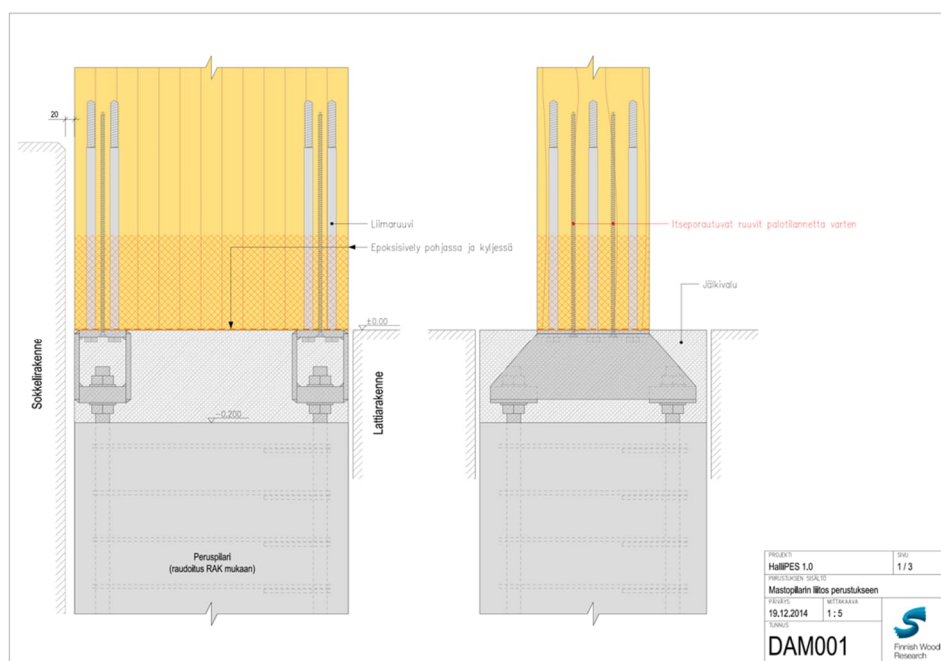 20
Liimaruuvi
Epoksisively pohjassa ja kyljessä
±0.00
Sokkelirakenne
Lattiarakenne
-0.200
Peruspilari
(raudoitus RAK mukaan)
Itseporautuvat ruuvit palotilannetta varten
Jälkivalu
PROJEKTI
HalliPES 1.0
SIVU
1 / 3
PIIRUSTUKSEN SISÄLTÖ
Mastopilarin liitos perustukseen
PÄIVÄYS
19.12.2014
MITTAKAAVA
1 : 5
TUNNUS
DAM001
Finnish Wood
Research